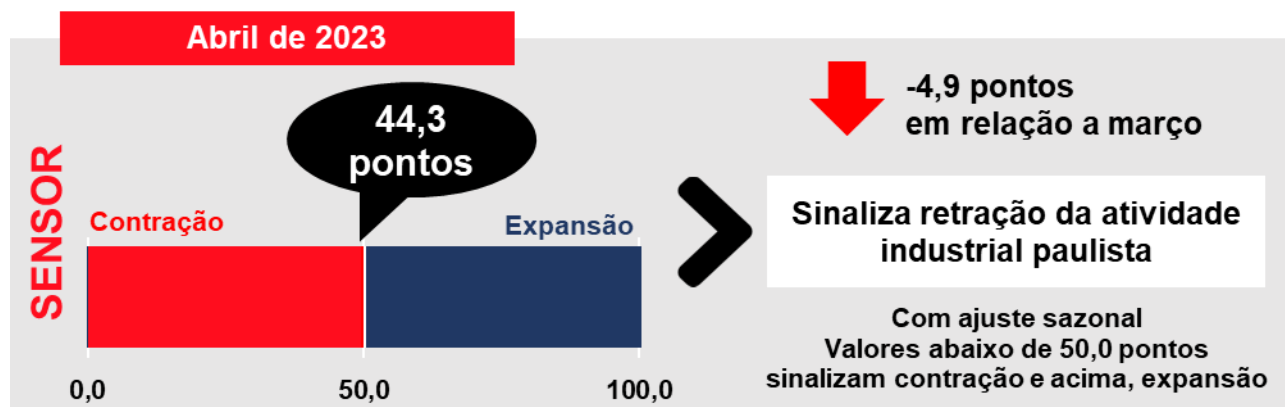 Abril de 2023
44,3
pontos
SENSOR
Contração
Expansão
0,0
50,0
100,0
-4,9 pontos
em relação a março
Sinaliza retração da atividade
industrial paulista
Com ajuste sazonal
Valores abaixo de 50,0 pontos
sinalizam contração e acima, expansão